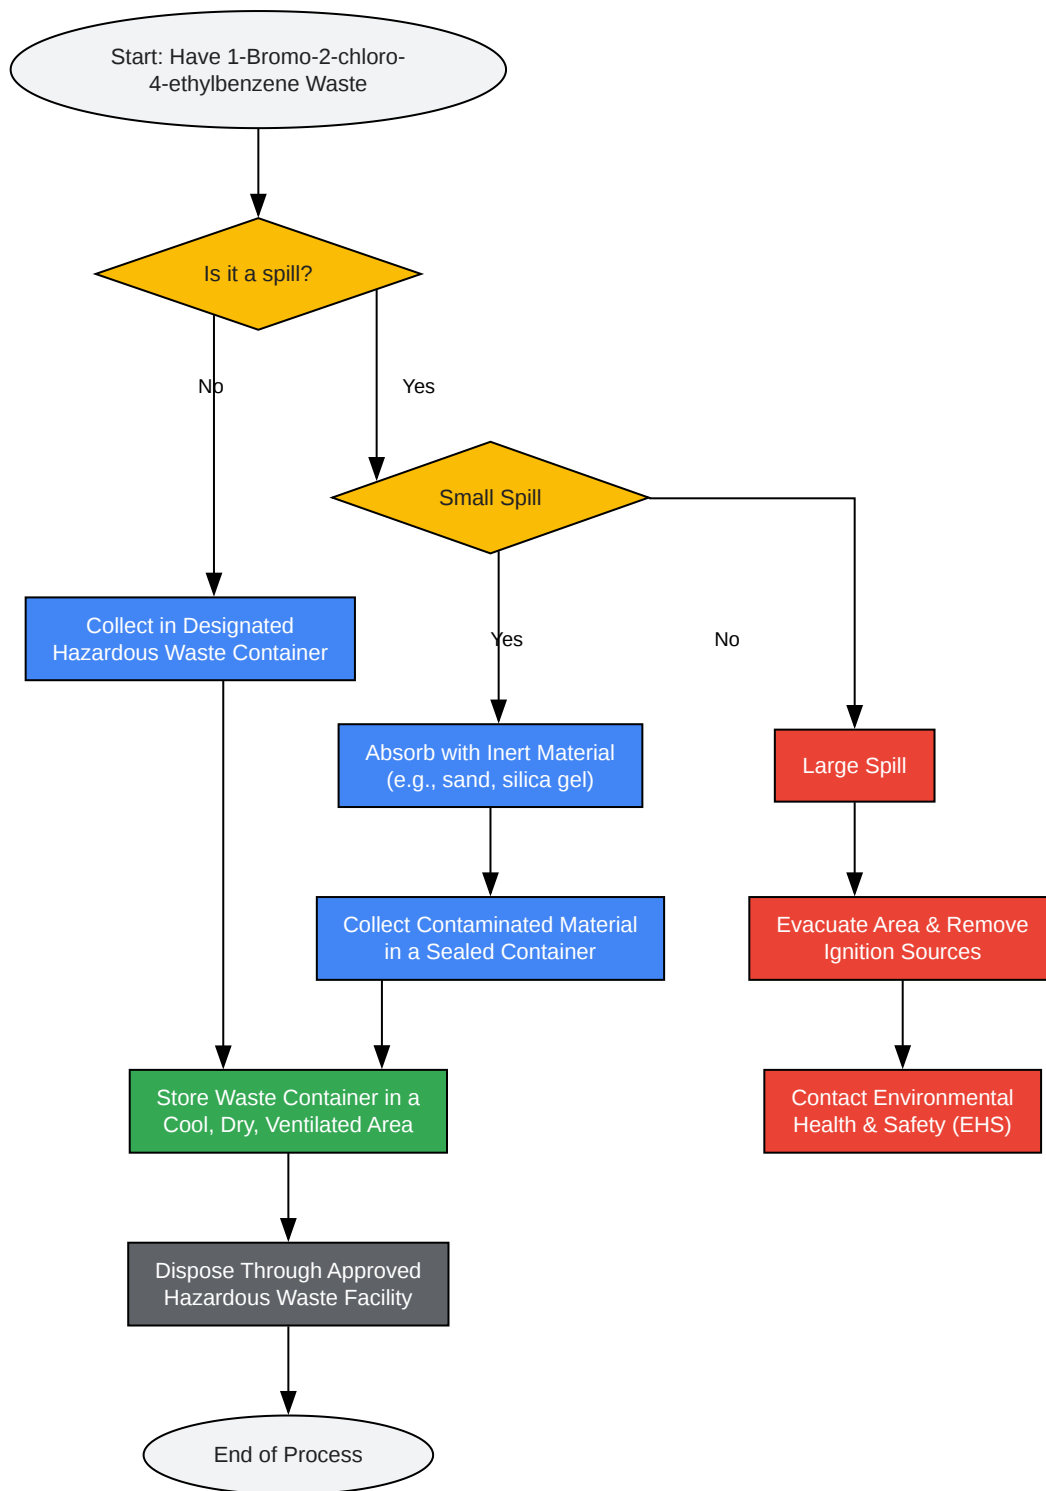 Start: Have 1-Bromo-2-chloro-
4-ethylbenzene Waste
Is it a spill?
No
Yes
Small Spill
Collect in Designated
Hazardous Waste Container
Yes
No
Absorb with Inert Material
(e.g., sand, silica gel)
Large Spill
Collect Contaminated Material
in a Sealed Container
Evacuate Area & Remove
Ignition Sources
Store Waste Container in a
Cool, Dry, Ventilated Area
Contact Environmental
Health & Safety (EHS)
Dispose Through Approved
Hazardous Waste Facility
End of Process